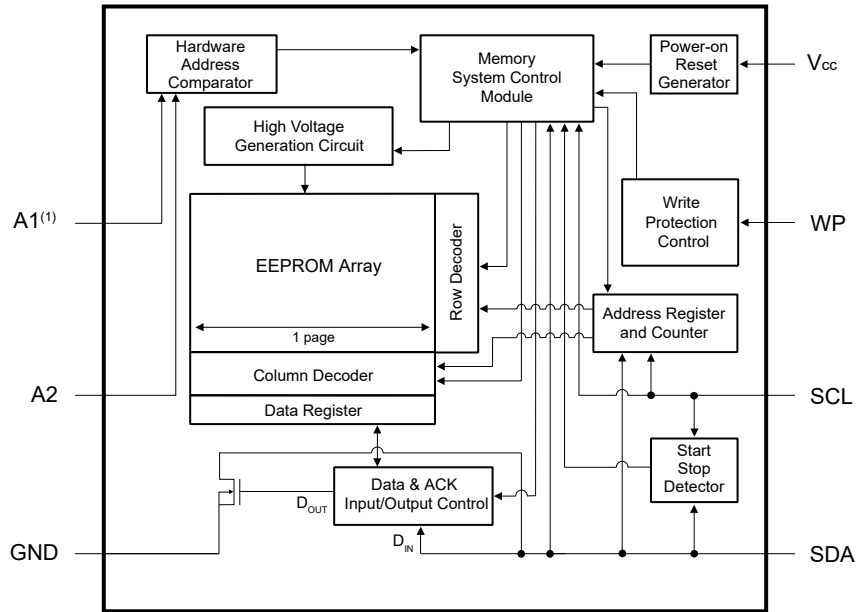 Hardware
Address
Comparator
Memory
System Control
Module
Power-on
Reset
Generator
Vcc
High Voltage
Generation Circuit
A1(1)
EEPROM Array
1 page
Row Decoder
Write
Protection
Control
WP
Address Register
and Counter
Column Decoder
Data Register
A2
SCL
Start
Stop
Detector
Data & ACK
Input/Output Control
DOUT
DIN
GND
SDA